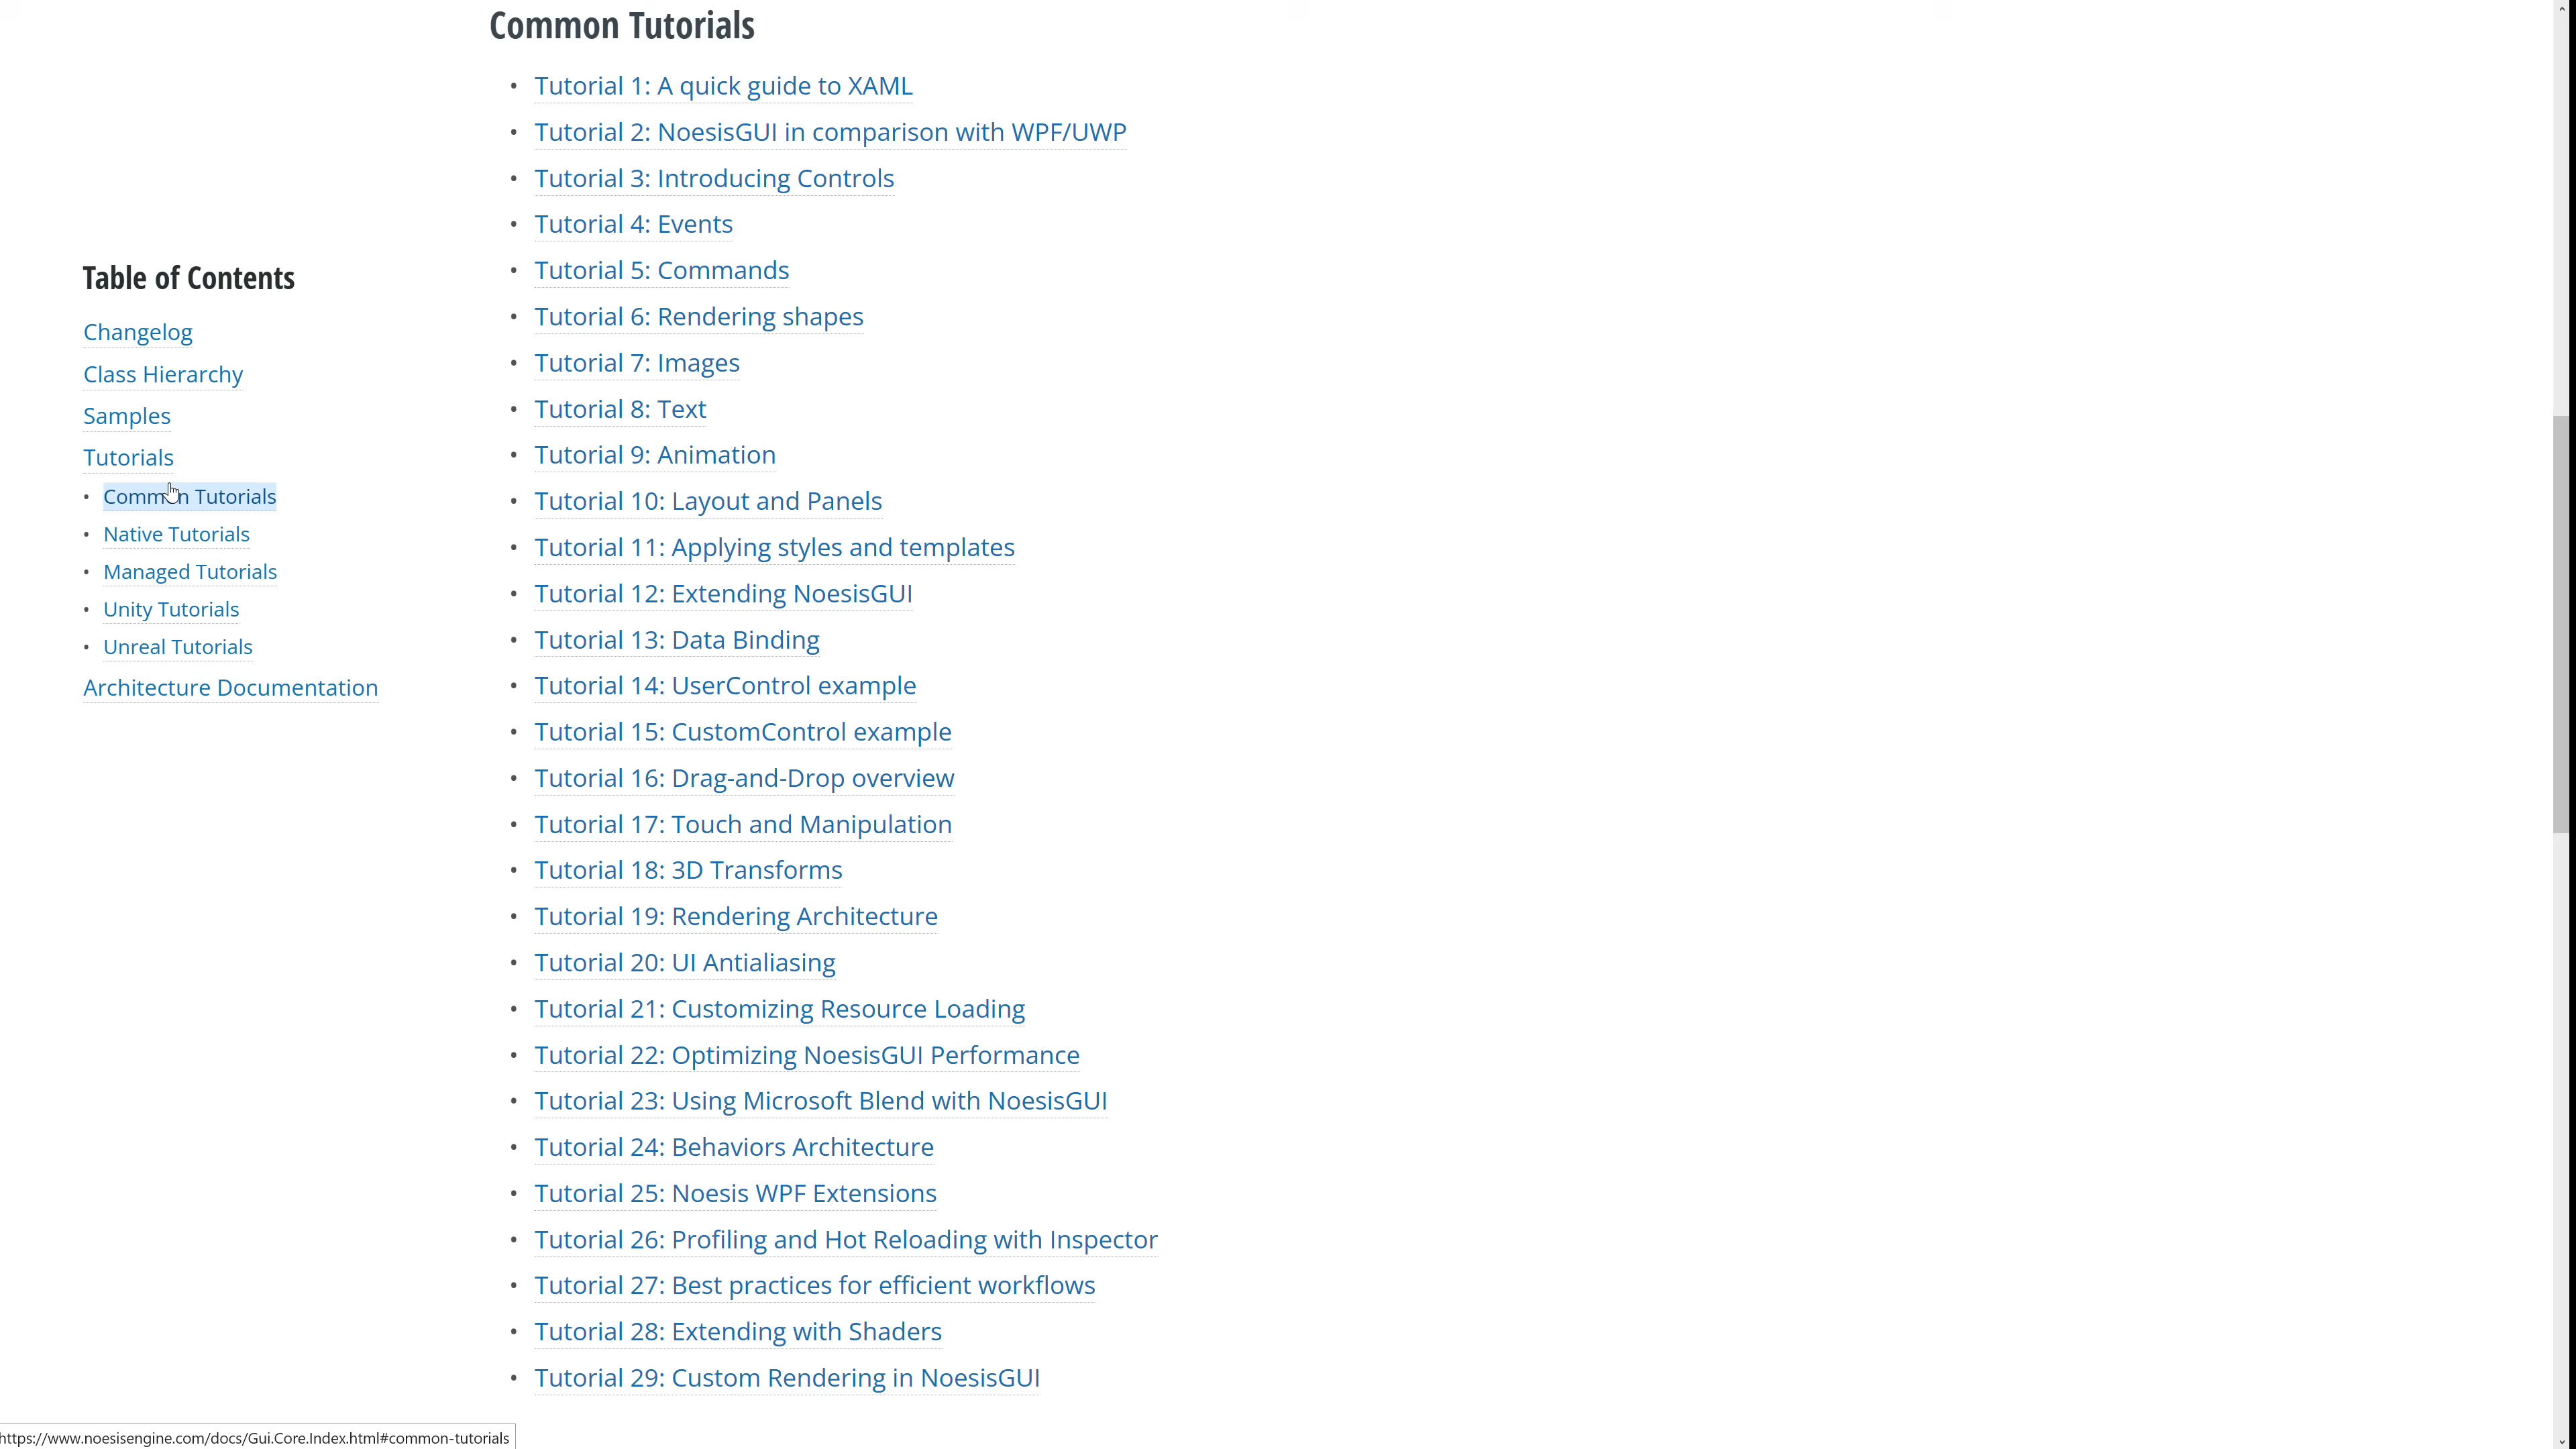 Common Tutorials
• Tutorial 1: A quick guide to XAML
• Tutorial 2: NoesisGUI in comparison with WPF/UWP
• Tutorial 3: Introducing Controls
• Tutorial 4: Events
• Tutorial 5: Commands
• Tutorial 6: Rendering shapes
• Tutorial 7: Images
• Tutorial 8: Text
• Tutorial 9: Animation
• Tutorial 10: Layout and Panels
• Tutorial 11: Applying styles and templates
• Tutorial 12: Extending NoesisGUI
• Tutorial 13: Data Binding
• Tutorial 14: UserControl example
• Tutorial 15: CustomControl example
• Tutorial 16: Drag-and-Drop overview
• Tutorial 17: Touch and Manipulation
• Tutorial 18: 3D Transforms
• Tutorial 19: Rendering Architecture
• Tutorial 20: UI Antialiasing
• Tutorial 21: Customizing Resource Loading
• Tutorial 22: Optimizing NoesisGUI Performance
• Tutorial 23: Using Microsoft Blend with NoesisGUI
• Tutorial 24: Behaviors Architecture
• Tutorial 25: Noesis WPF Extensions
• Tutorial 26: Profiling and Hot Reloading with Inspector
• Tutorial 27: Best practices for efficient workflows
• Tutorial 28: Extending with Shaders
• Tutorial 29: Custom Rendering in NoesisGUI
Table of Contents
Changelog
Class Hierarchy
Samples
Tutorials
• Common Tutorials
• Native Tutorials
• Managed Tutorials
• Unity Tutorials
• Unreal Tutorials
Architecture Documentation
https://www.noesisengine.com/docs/Gui.Core.Index.html#common-tutorials